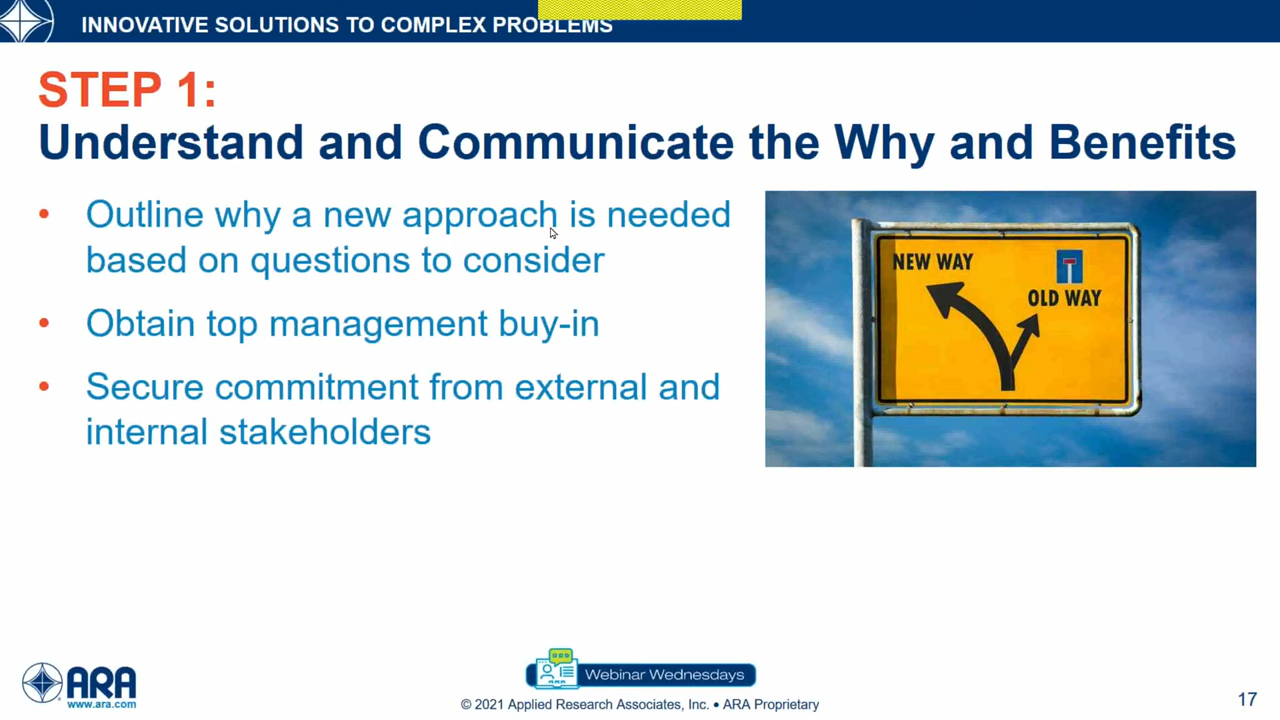 INNOVATIVE SOLUTIONS TO COMPLEX PROBLEMS
STEP 1:
Understand and Communicate the Why and Benefits
• Outline why a new approach is needed
based on questions to consider
• Obtain top management buy-in
• Secure commitment from external and
internal stakeholders
NEW WAY
OLD WAY
ARA
www.ara.com
Webinar Wednesdays
© 2021 Applied Research Associates, Inc. • ARA Proprietary
17